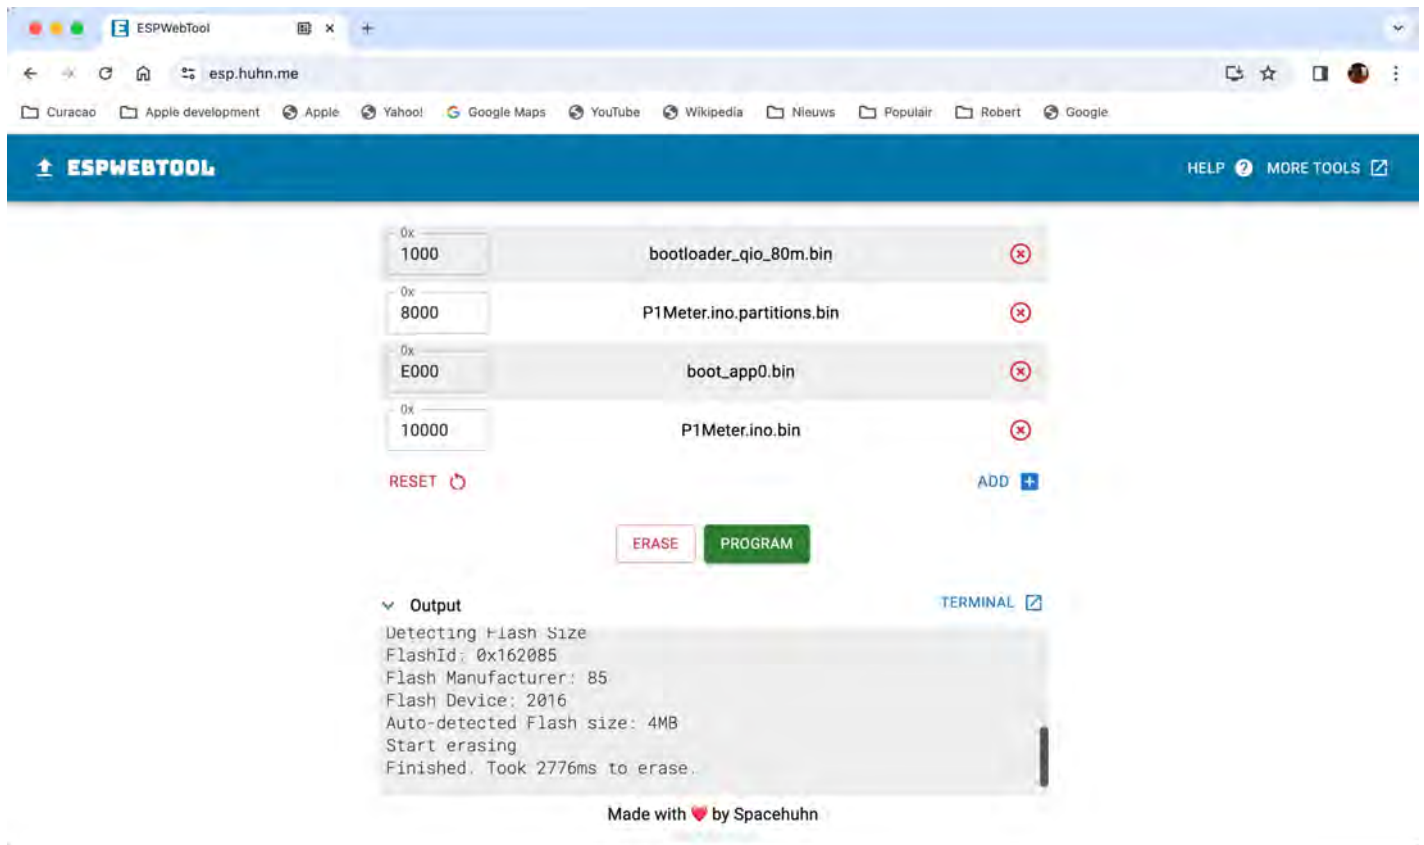 ESPWebTool
esp.huhn.me
Curacao Apple development Apple Yahoo! Google Maps YouTube Wikipedia Nieuws Populair Robert Google
ESPWEBTOOL HELP MORE TOOLS
0x
1000 bootloader_qio_80m.bin
0x
8000 P1Meter.ino.partitions.bin
0x
E000 boot_app0.bin
0x
10000 P1Meter.ino.bin
RESET ADD
ERASE PROGRAM
Output TERMINAL
Detecting Flash Size
FlashId: 0x162085
Flash Manufacturer: 85
Flash Device: 2016
Auto-detected Flash size: 4MB
Start erasing
Finished. Took 2776ms to erase.
Made with ❤ by Spacehuhn